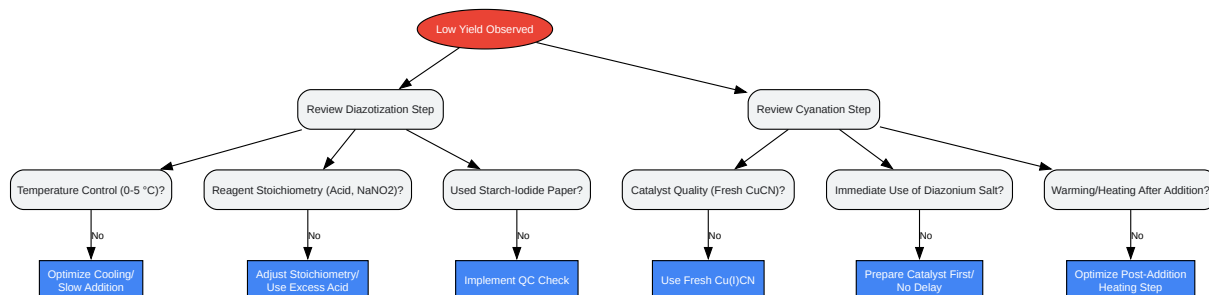 Low Yield Observed
Review Diazotization Step
Review Cyanation Step
Temperature Control (0-5 °C)?
Reagent Stoichiometry (Acid, NaNO2)?
Used Starch-Iodide Paper?
Catalyst Quality (Fresh CuCN)?
Immediate Use of Diazonium Salt?
Warming/Heating After Addition?
No
No
No
No
No
No
Optimize Cooling/
Slow Addition
Adjust Stoichiometry/
Use Excess Acid
Implement QC Check
Use Fresh Cu(I)CN
Prepare Catalyst First/
No Delay
Optimize Post-Addition
Heating Step